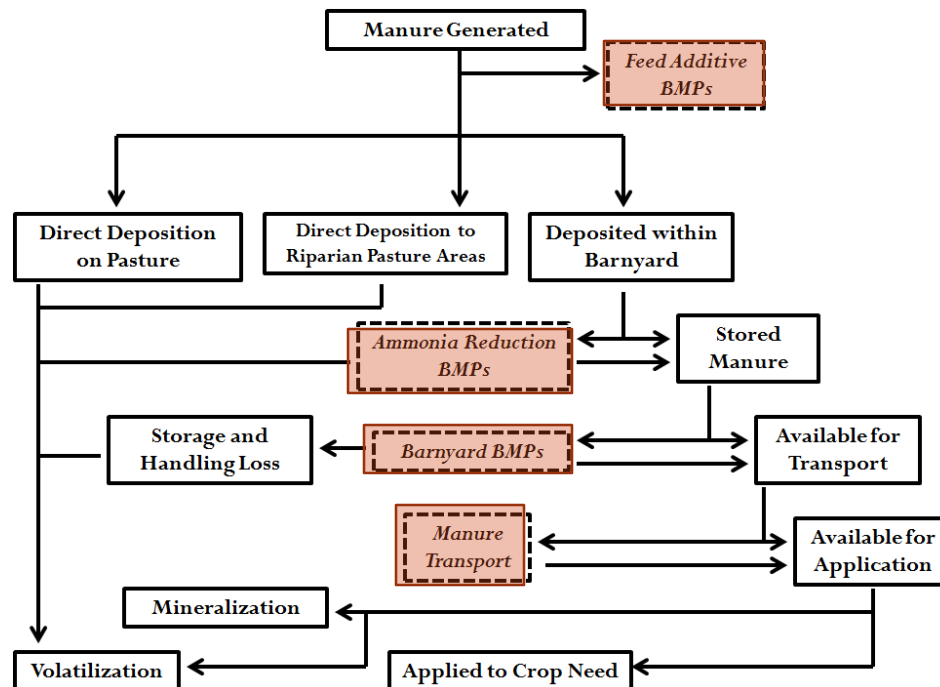 Manure Generated
Feed Additive
BMPs
Direct Deposition
on Pasture
Direct Deposition to
Riparian Pasture Areas
Deposited within
Barnyard
Ammonia Reduction
BMPs
Stored
Manure
Storage and
Handling Loss
Barnyard BMPs
Available for
Transport
Manure
Transport
Available for
Application
Mineralization
Volatilization
Applied to Crop Need